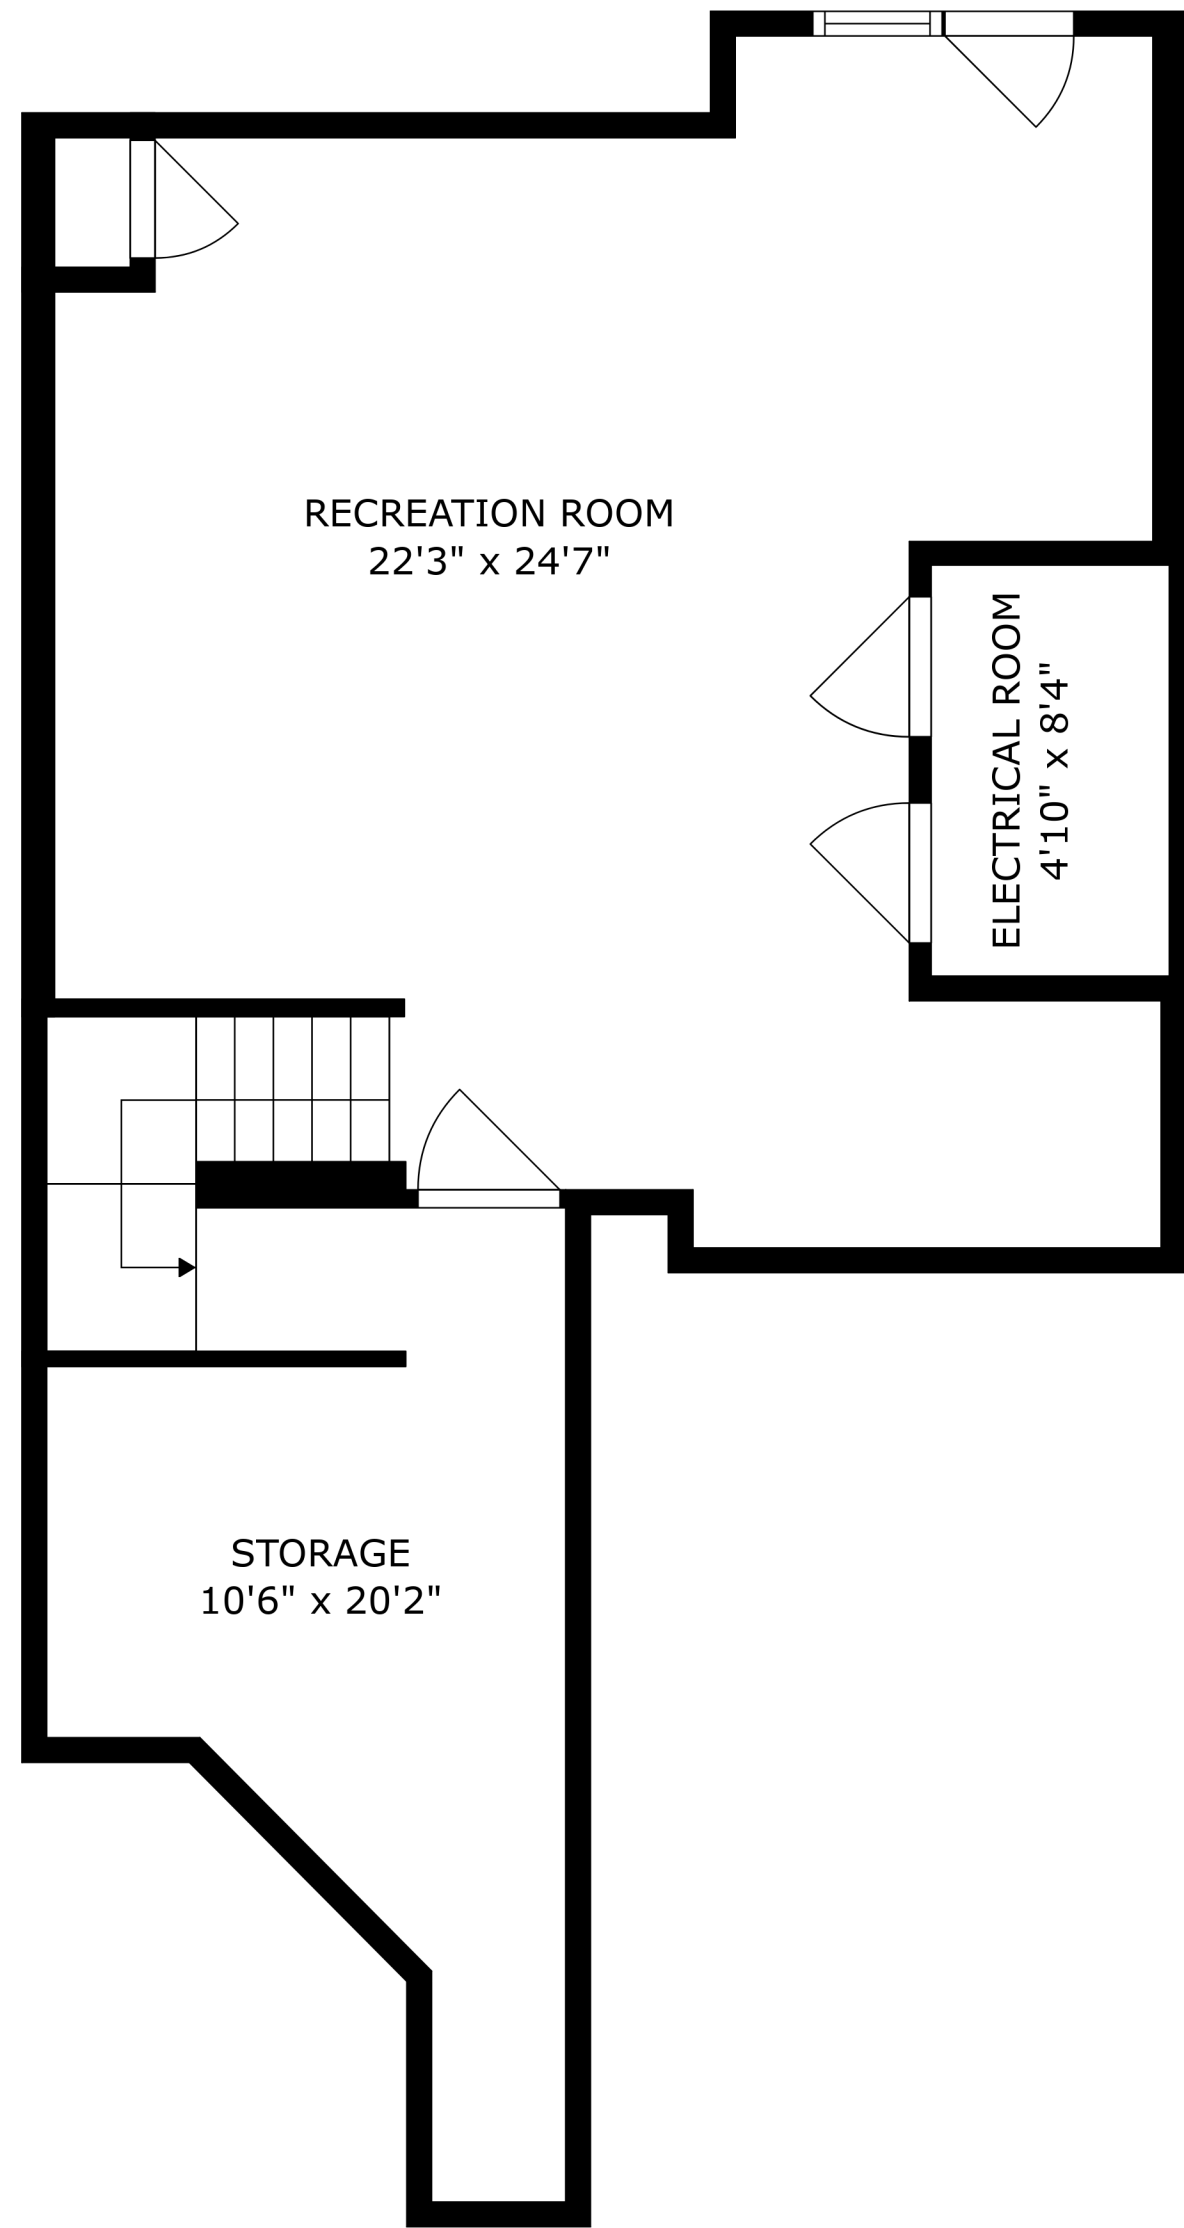 RECREATION ROOM
22'3" x 24'7"
ELECTRICAL ROOM
4'10" x 8'4"
STORAGE
10'6" x 20'2"